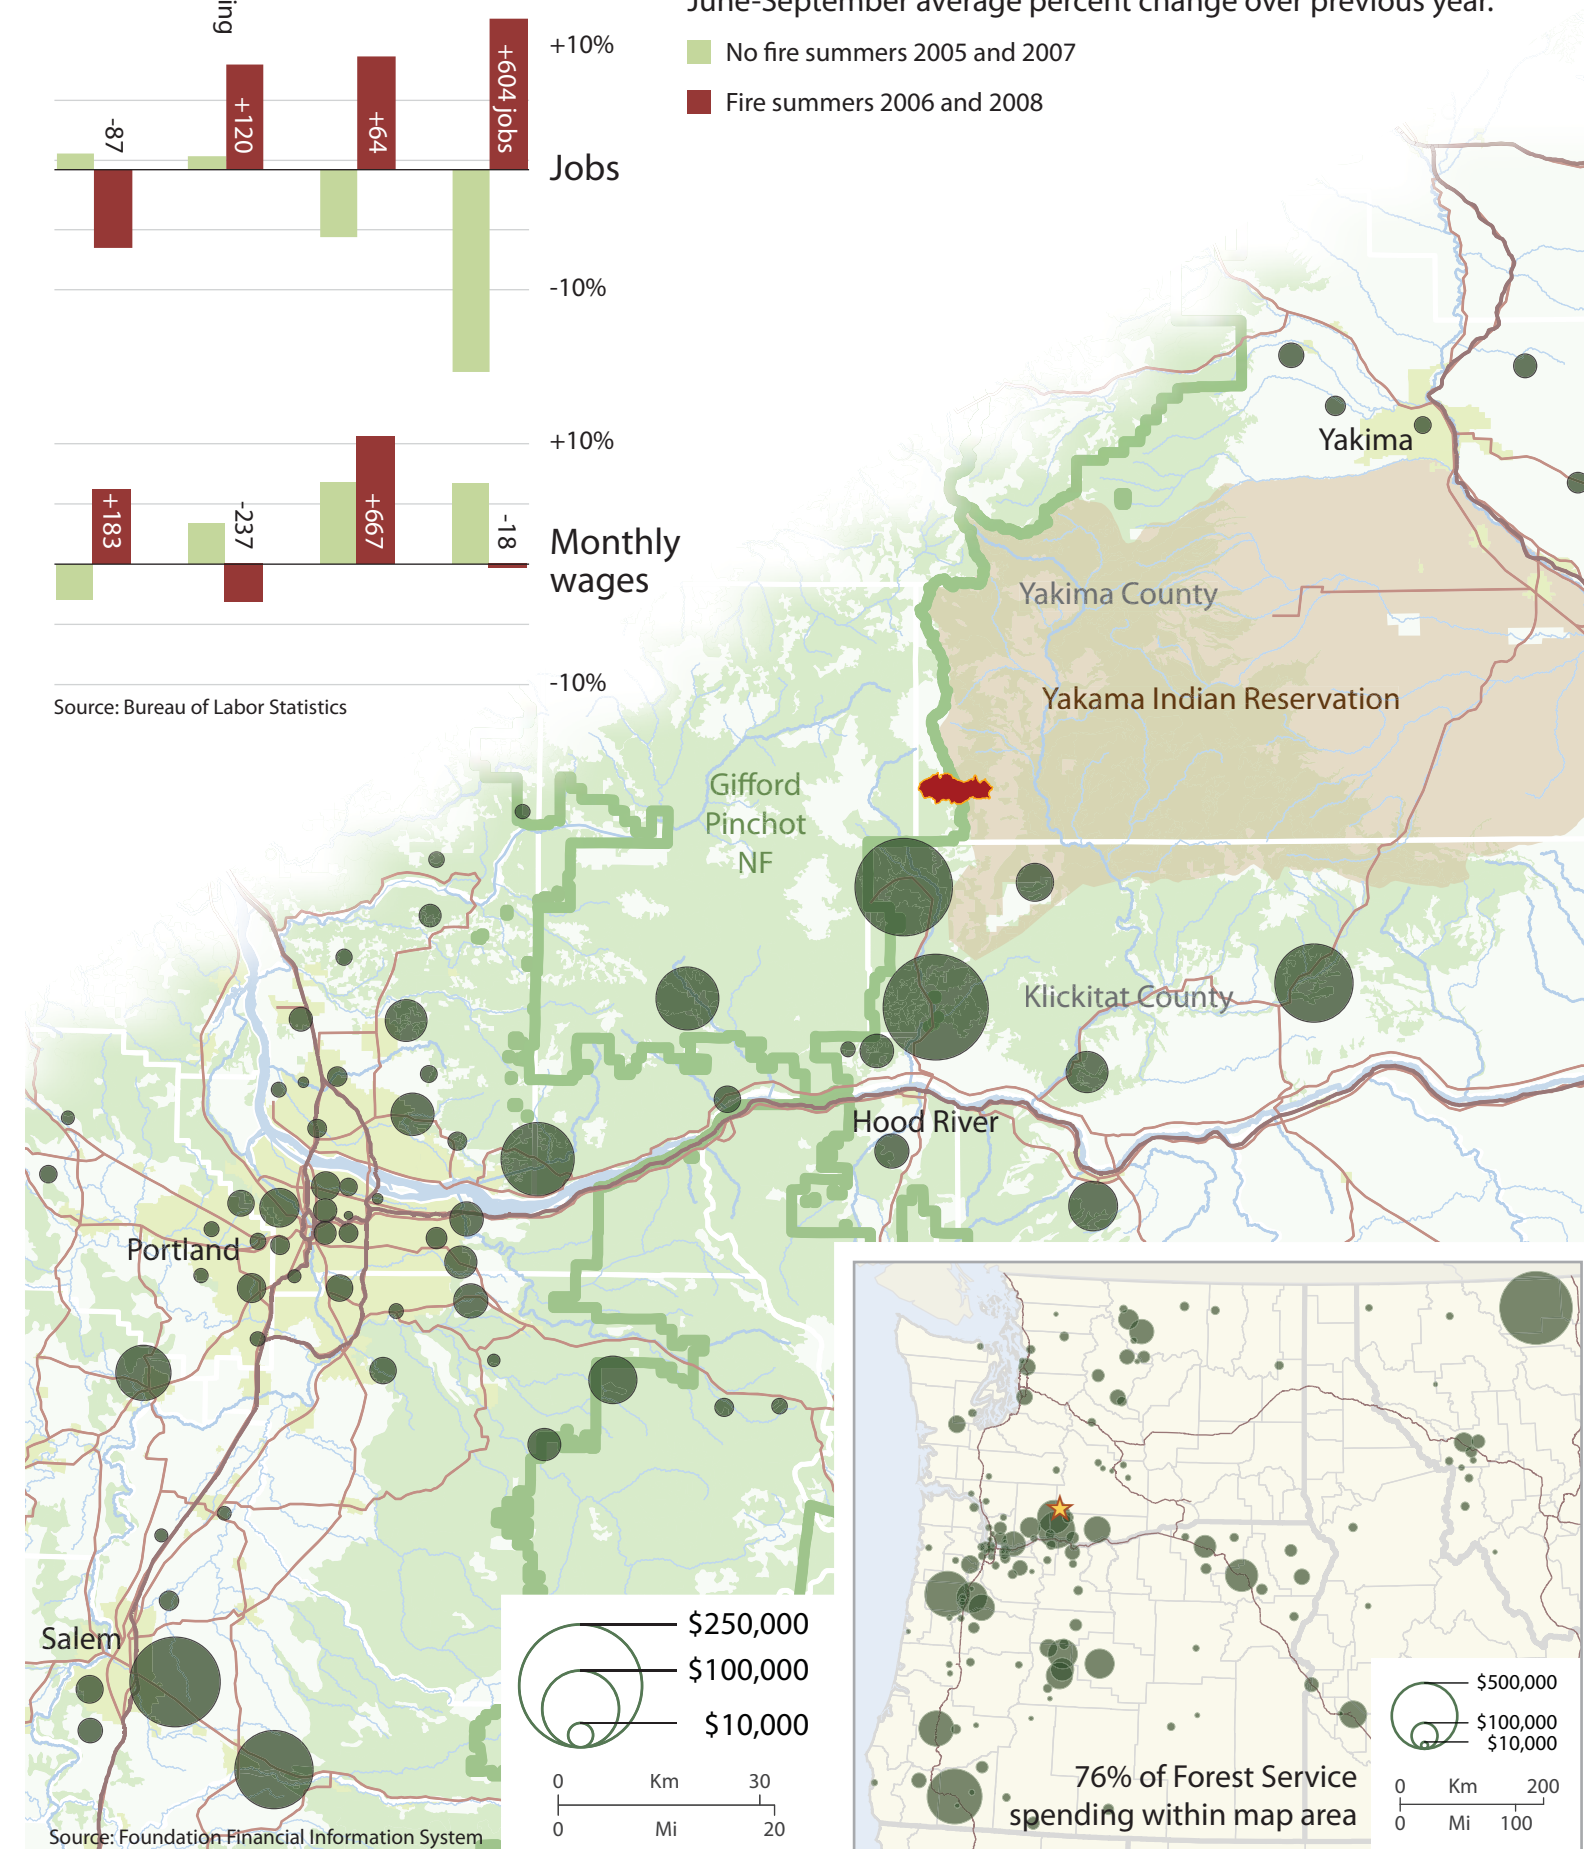 ing
June-September average percent change over previous year.
No fire summers 2005 and 2007
Fire summers 2006 and 2008
+10%
-87
+120
+64
+604 jobs
Jobs
-10%
+10%
+183
-237
+667
-18
Monthly
wages
-10%
Source: Bureau of Labor Statistics
Yakima
Yakima County
Yakama Indian Reservation
Gifford
Pinchot
NF
Klickitat County
Hood River
Portland
Salem
$250,000
$100,000
$10,000
0 Km 30
0 Mi 20
Source: Foundation Financial Information System
$500,000
$100,000
$10,000
0 Km 200
0 Mi 100
76% of Forest Service
spending within map area